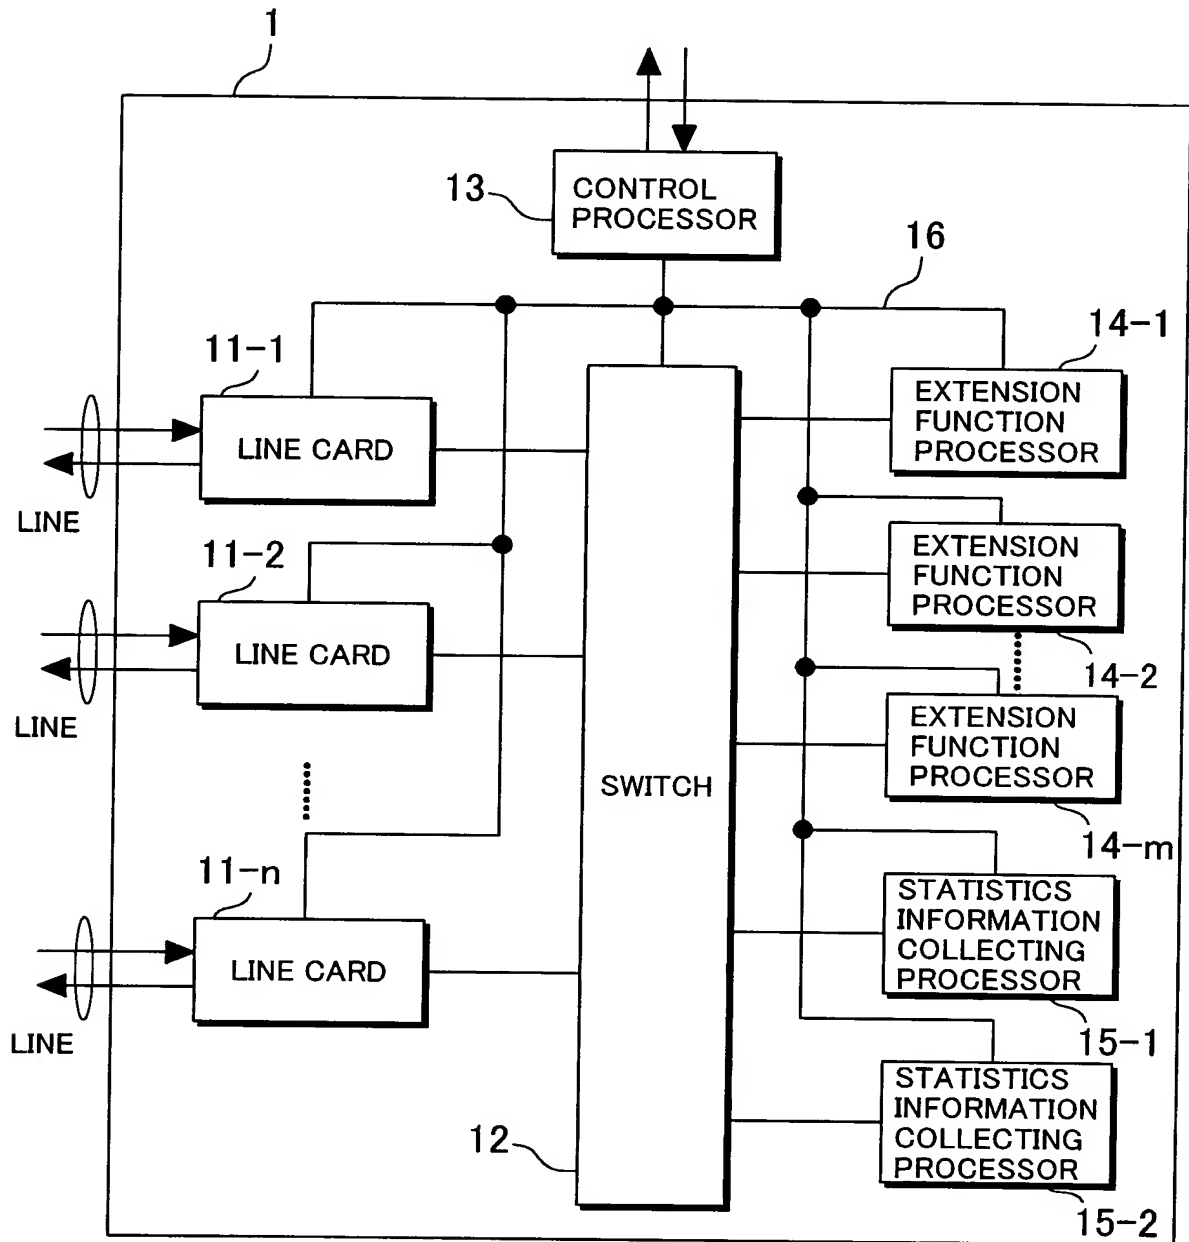 1
13
CONTROL
PROCESSOR
16
11-1
LINE CARD
LINE
11-2
LINE CARD
LINE
11-n
LINE CARD
LINE
SWITCH
12
14-1
EXTENSION
FUNCTION
PROCESSOR
EXTENSION
FUNCTION
PROCESSOR
14-2
EXTENSION
FUNCTION
PROCESSOR
14-m
STATISTICS
INFORMATION
COLLECTING
PROCESSOR
15-1
STATISTICS
INFORMATION
COLLECTING
PROCESSOR
15-2